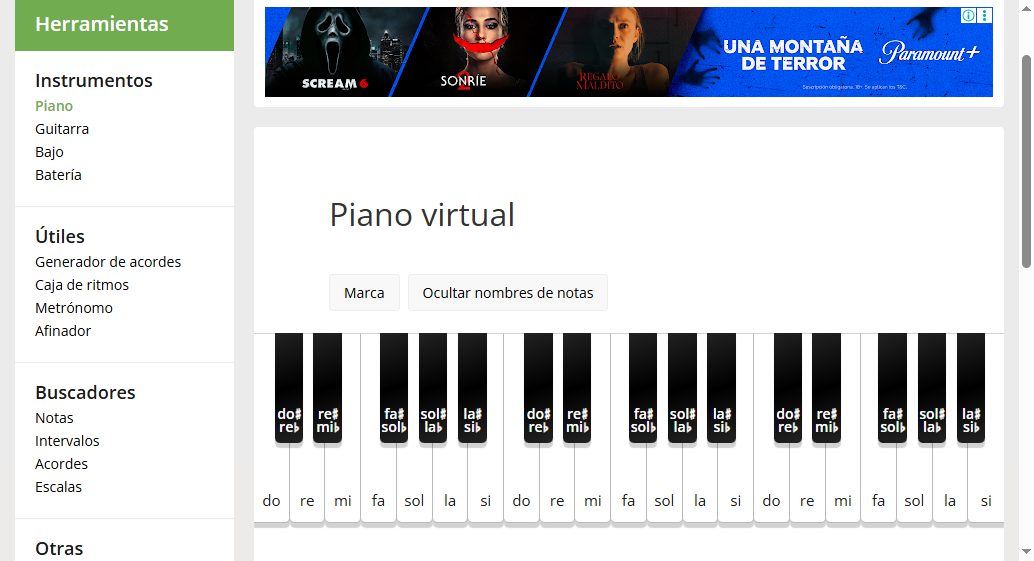 Herramientas
Instrumentos
Piano
Guitarra
Bajo
Batería
Útiles
Generador de acordes
Caja de ritmos
Metrónomo
Afinador
Buscadores
Notas
Intervalos
Acordes
Escalas
Otras
SCREAM 6
SONRÍE
2
REGALO
MALDITO
UNA MONTAÑA
DE TERROR
Paramount+
Suscripción obligatoria. 18+. Se aplican los T&C.
Piano virtual
Marca Ocultar nombres de notas
do♯ re♯ fa♯ sol♯ la♯ do♯ re♯ fa♯ sol♯ la♯ do♯ re♯ fa♯ sol♯ la♯
re♭ mi♭ sol♭ la♭ si♭ re♭ mi♭ sol♭ la♭ si♭ re♭ mi♭ sol♭ la♭ si♭
do re mi fa sol la si do re mi fa sol la si do re mi fa sol la si